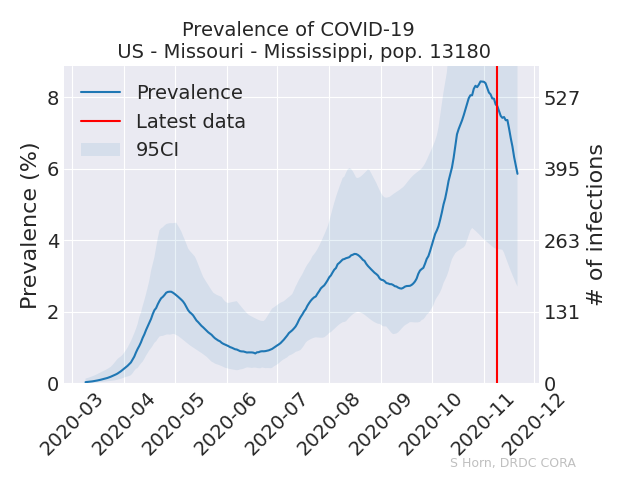 Prevalence of COVID-19
US - Missouri - Mississippi, pop. 13180
Prevalence
Latest data
95CI
Prevalence (%)
8
6
4
2
0
527
395
263
131
0
# of infections
2020-03
2020-04
2020-05
2020-06
2020-07
2020-08
2020-09
2020-10
2020-11
2020-12
S Horn, DRDC CORA